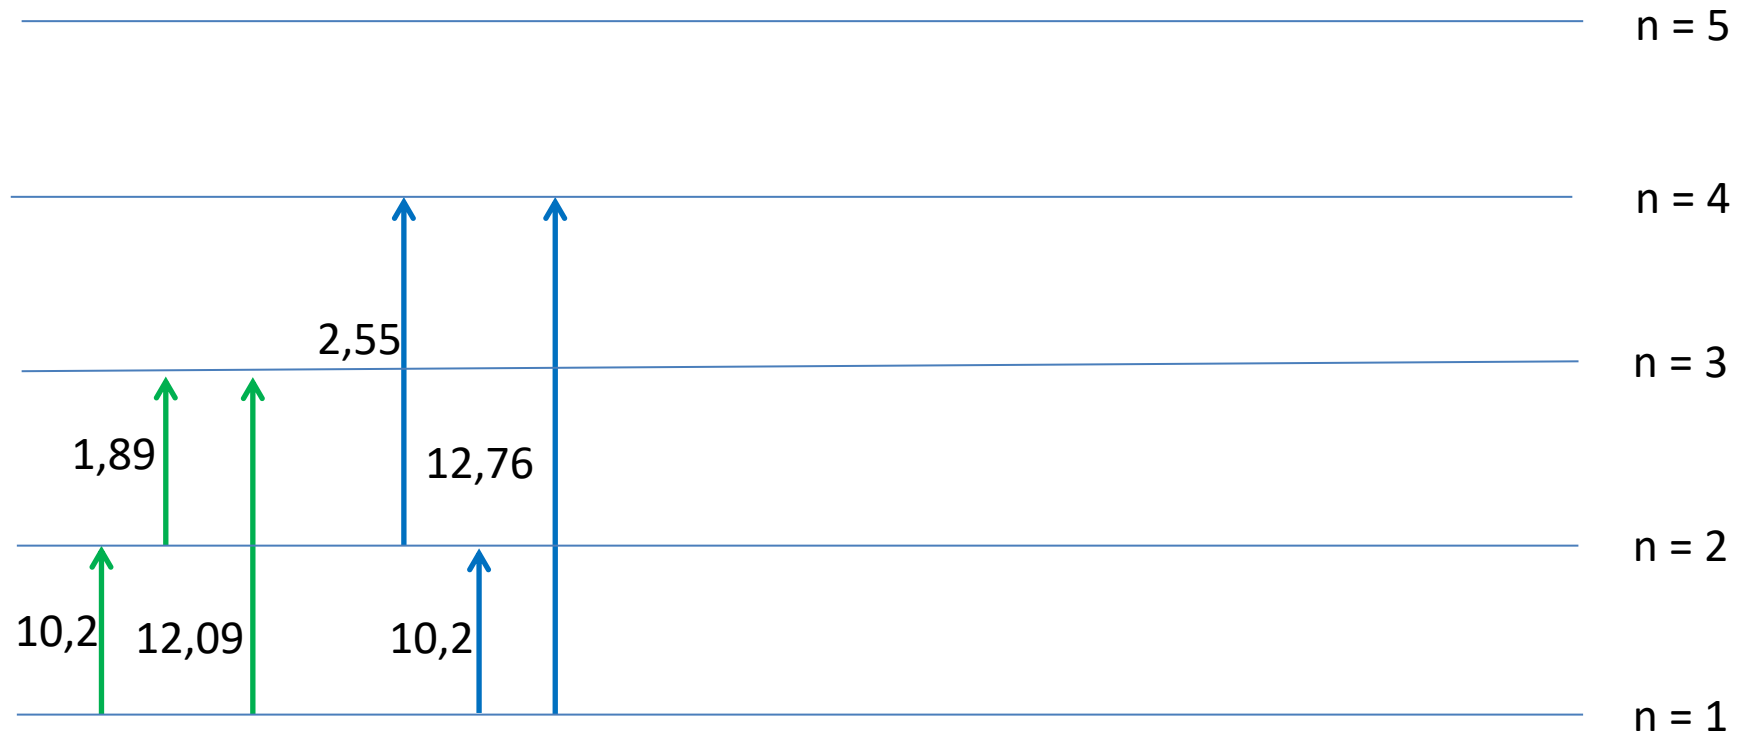 n = 5
n = 4
2,55
n = 3
1,89
12,76
n = 2
10,2
12,09
10,2
n = 1